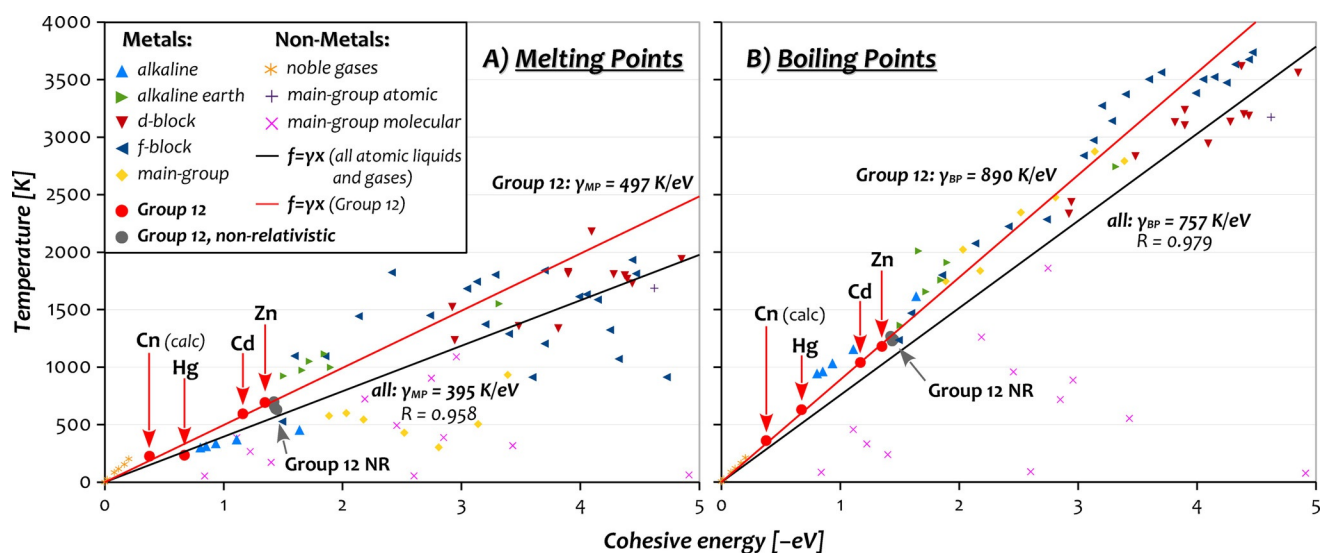 A) Melting Points
B) Boiling Points
Metals:
alkaline
alkaline earth
d-block
f-block
main-group
Group 12
Group 12, non-relativistic
Non-Metals:
noble gases
main-group atomic
main-group molecular
f=γx (all atomic liquids
and gases)
f=γx (Group 12)
Temperature [K]
4000
3500
3000
2500
2000
1500
1000
500
0
Group 12: γMP = 497 K/eV
all: γMP = 395 K/eV
R = 0.958
Cn (calc)
Hg
Cd
Zn
Group 12 NR
0
1
2
3
4
5
Group 12: γBP = 890 K/eV
all: γBP = 757 K/eV
R = 0.979
Cn (calc)
Hg
Cd
Zn
Group 12 NR
0
1
2
3
4
5
Cohesive energy [−eV]